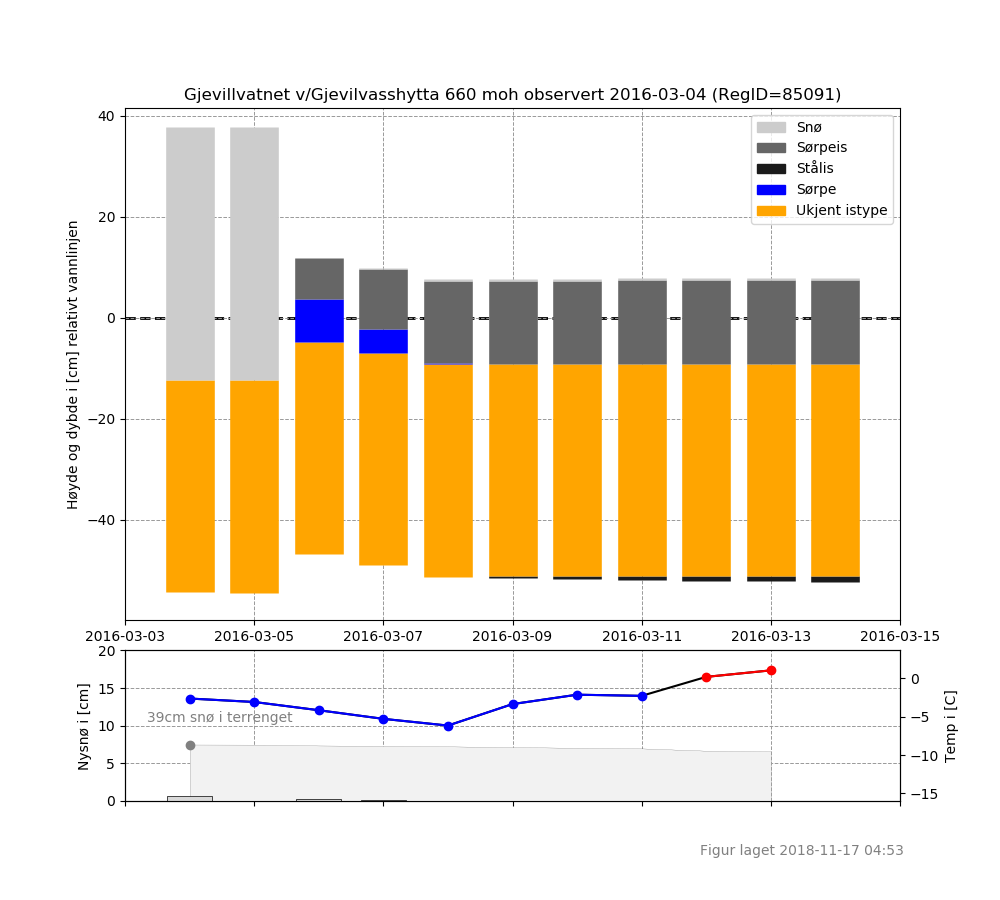 Gjevillvatnet v/Gjevilvasshytta 660 moh observert 2016-03-04 (RegID=85091)
Høyde og dybde i [cm] relativt vannlinjen
40
20
0
−20
−40
Snø
Sørpeis
Stålis
Sørpe
Ukjent istype
2016-03-03 2016-03-05 2016-03-07 2016-03-09 2016-03-11 2016-03-13 2016-03-15
Nysnø i [cm]
20
15
10
5
0
39cm snø i terrenget
0
−5
−10
−15
Temp i [C]
Figur laget 2018-11-17 04:53